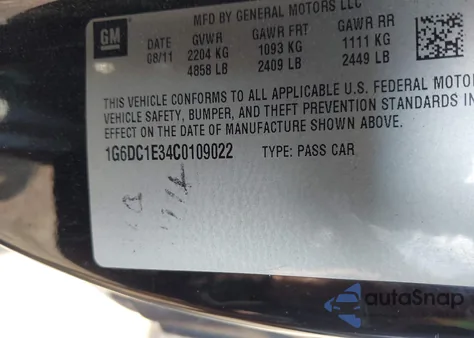 MFD BY GENERAL MOTORS LLC
GM DATE GVWR GAWR FRT GAWR RR
08/11 2204 KG 1093 KG 1111 KG
4858 LB 2409 LB 2449 LB
THIS VEHICLE CONFORMS TO ALL APPLICABLE U.S. FEDERAL MOTOR
VEHICLE SAFETY, BUMPER, AND THEFT PREVENTION STANDARDS IN
EFFECT ON THE DATE OF MANUFACTURE SHOWN ABOVE.
1G6DC1E34C0109022 TYPE: PASS CAR
autoSnap